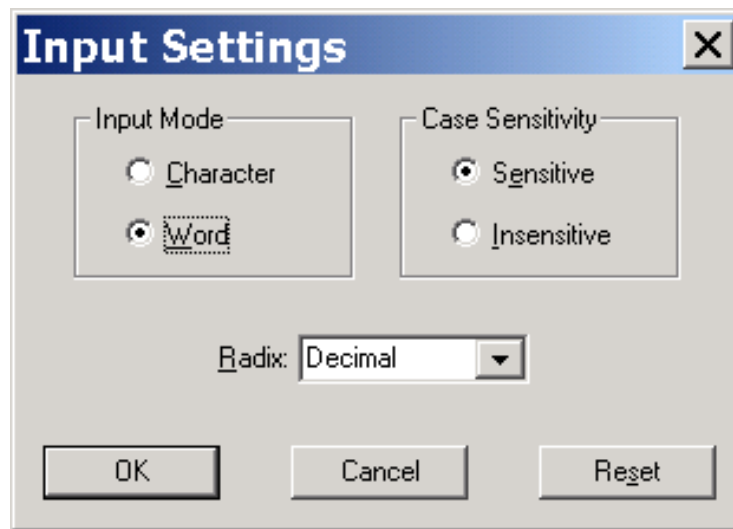 Input Settings
Input Mode
Character
Word
Case Sensitivity
Sensitive
Insensitive
Radix: Decimal
OK Cancel Reset